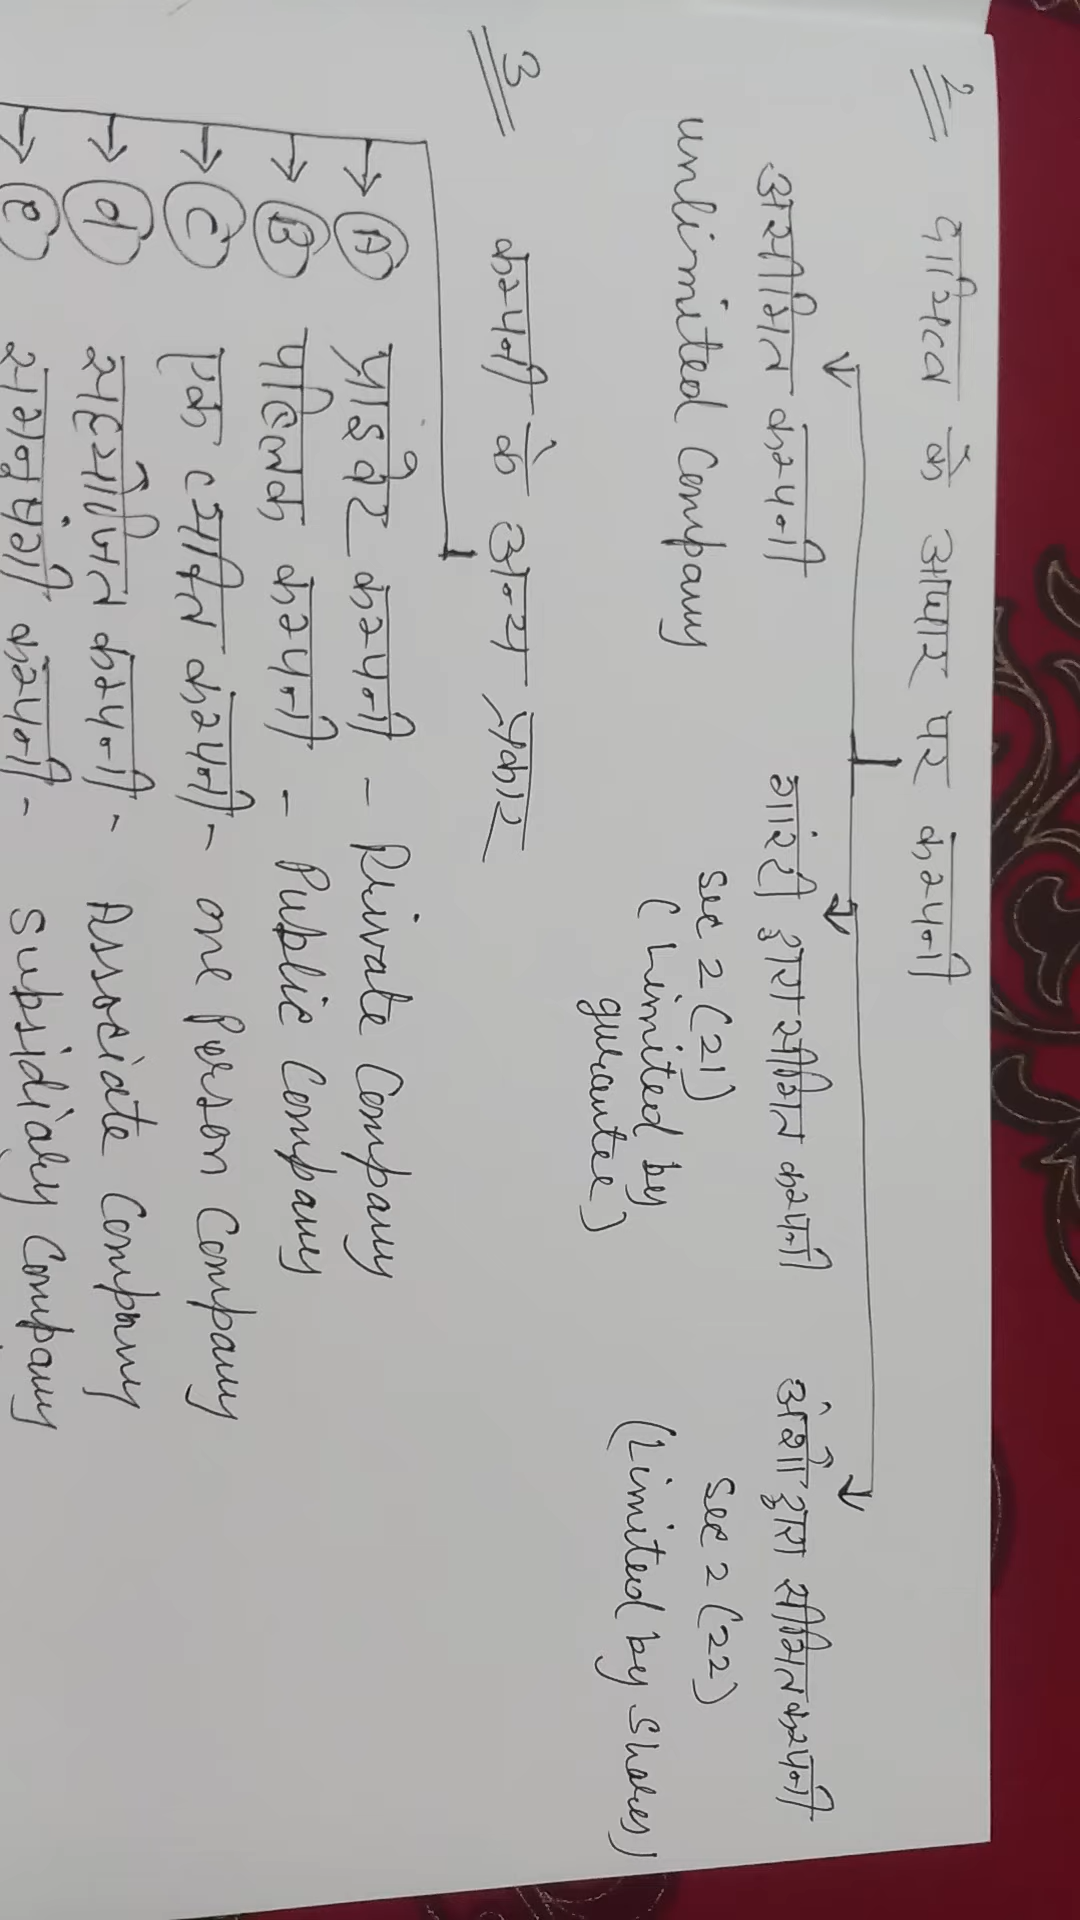 2 दायित्व के आधार पर कम्पनी
असीमित कम्पनी
unlimited Company
गारंटी द्वारा सीमित कम्पनी
Sec 2 (21)
(Limited by
gurantee)
अंशों द्वारा सीमित कम्पनी
Sec 2 (22)
(Limited by Shares)
3 कम्पनी के अन्य प्रकार
A प्राइवेट कम्पनी - Private Company
B पब्लिक कम्पनी - Public Company
C एक व्यक्ति कम्पनी - one Person Company
d सहयोजित कम्पनी - Associate Company
e समनुषंगी कम्पनी - Subsidiary Company